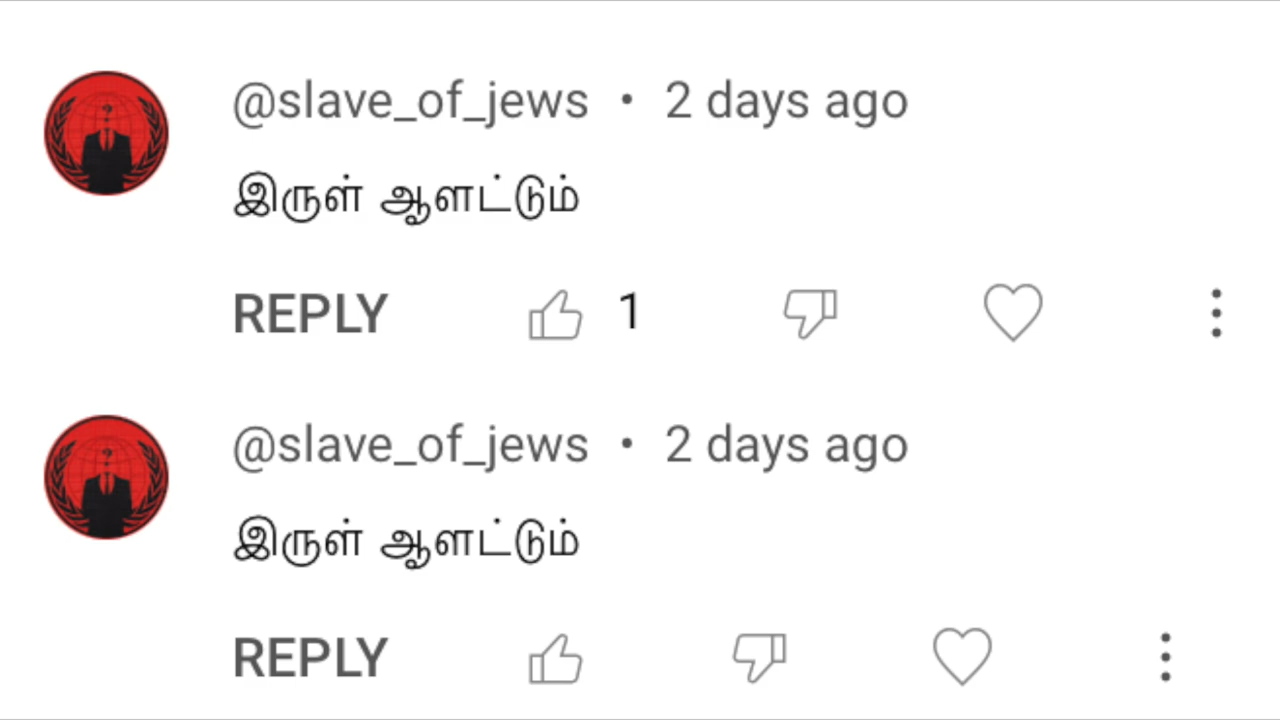 @slave_of_jews • 2 days ago
இருள் ஆளட்டும்
REPLY 1
@slave_of_jews • 2 days ago
இருள் ஆளட்டும்
REPLY